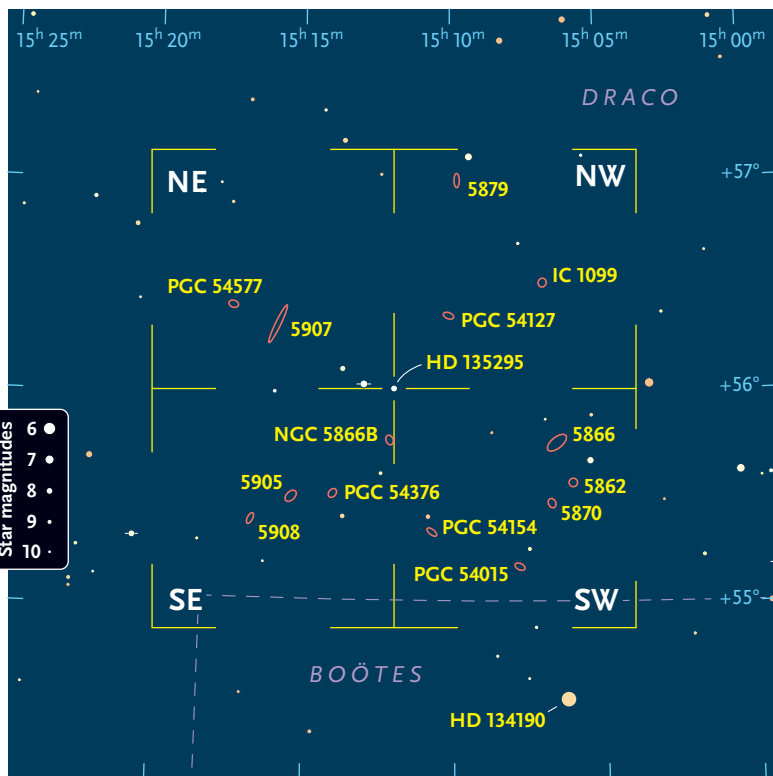 15h 25m 15h 20m 15h 15m 15h 10m 15h 05m 15h 00m
DRACO
NE NW +57°
5879
PGC 54577 IC 1099
5907 PGC 54127
HD 135295
+56°
Star magnitudes
6
7
8
9
10
NGC 5866B 5866
5905 PGC 54376 5862
5908 PGC 54154 5870
PGC 54015
SE SW +55°
BOÖTES
HD 134190